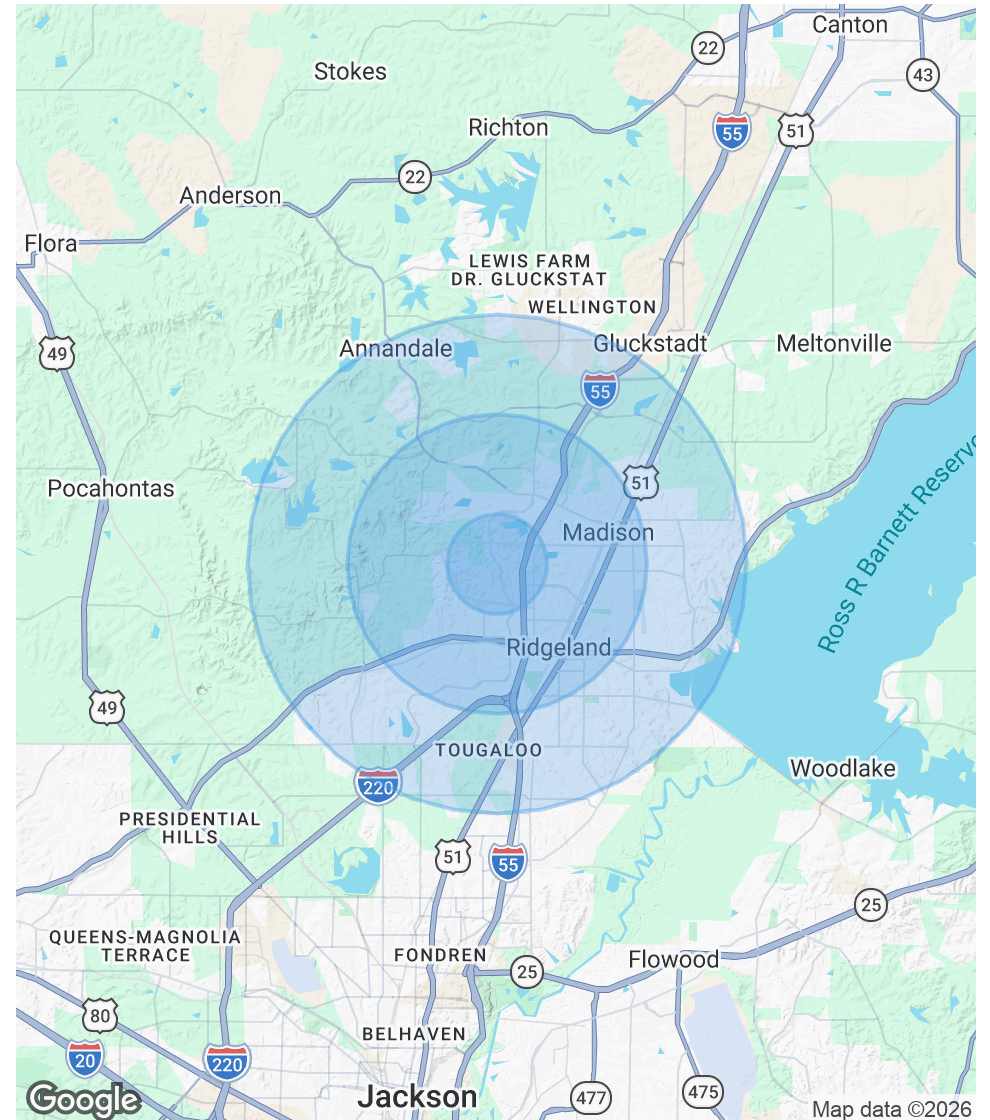 Canton
22
43
Stokes
Richton
55
51
22
Anderson
Flora
LEWIS FARM
DR. GLUCKSTAT
WELLINGTON
49
Annandale
Gluckstadt
Meltonville
55
51
Pocahontas
Madison
Ross R Barnett Reservo
Ridgeland
49
TOUGALOO
Woodlake
220
PRESIDENTIAL
HILLS
51
55
25
QUEENS-MAGNOLIA
TERRACE
FONDREN
25
Flowood
80
BELHAVEN
20
220
Jackson
477
475
Google
Map data ©2026